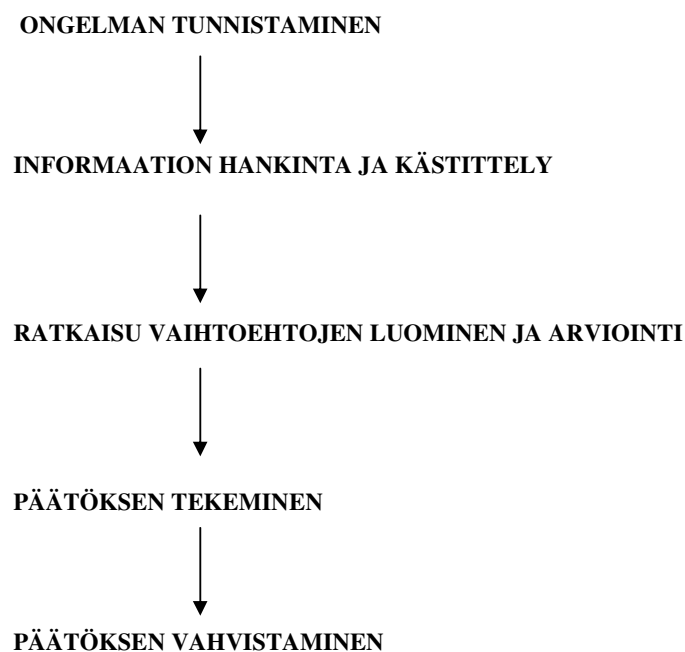 ONGELMAN TUNNISTAMINEN
INFORMAATION HANKINTA JA KÄSTITTELY
RATKAISU VAIHTOEHTOJEN LUOMINEN JA ARVIOINTI
PÄÄTÖKSEN TEKEMINEN
PÄÄTÖKSEN VAHVISTAMINEN